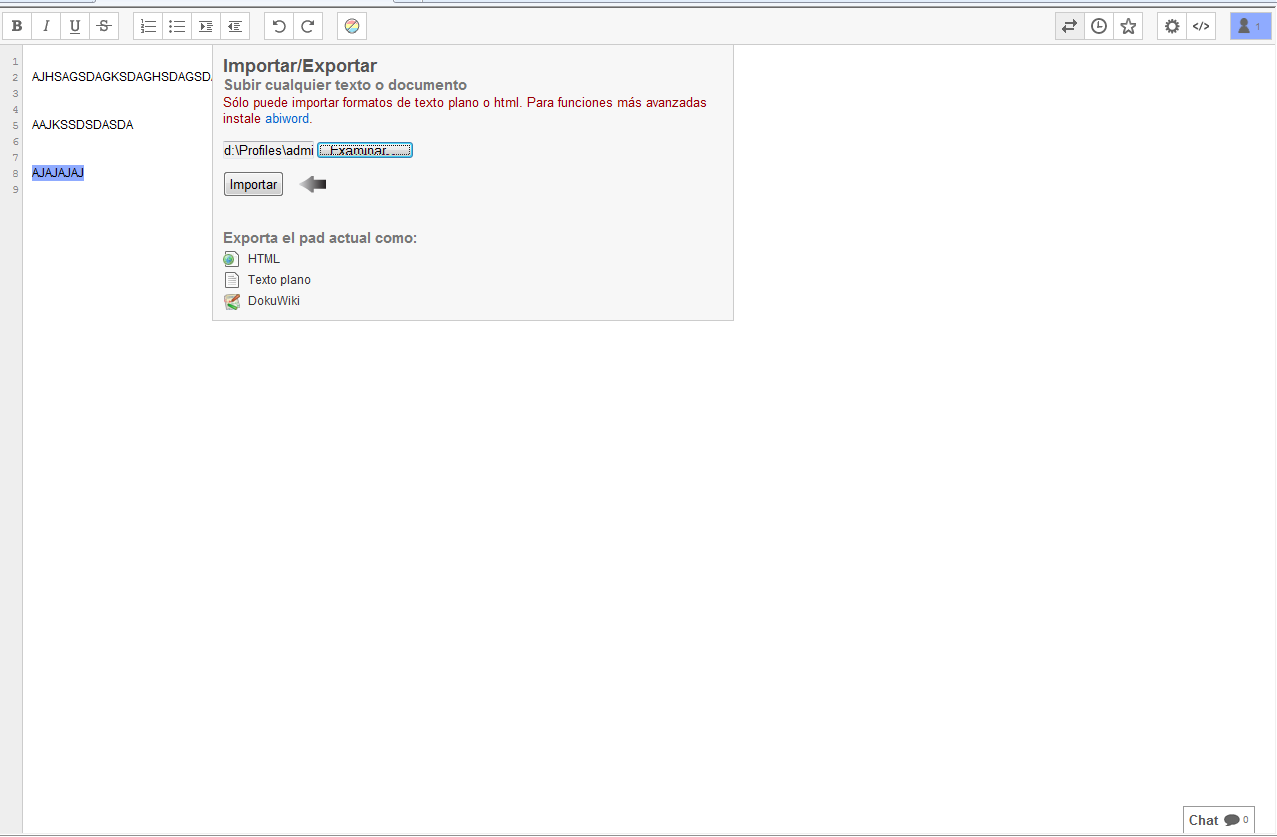 B I U S
1
1
2 AJHSAGSDAGKSDAGHSDAGSD
3
4
5 AAJKSSDSDASDA
6
7
8 AJAJAJAJ
9
Importar/Exportar
Subir cualquier texto o documento
Sólo puede importar formatos de texto plano o html. Para funciones más avanzadas
instale abiword.
d:\Profiles\admi Examinar...
Importar
Exporta el pad actual como:
HTML
Texto plano
DokuWiki
Chat 0